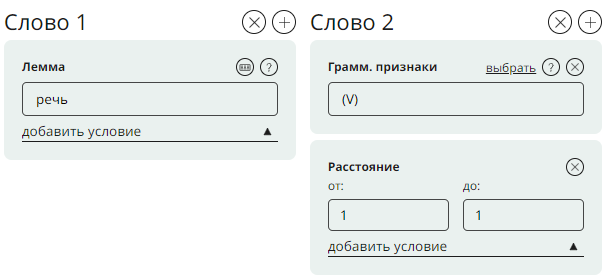 Слово 1
Лемма
?
речь
добавить условие
Слово 2
Грамм. признаки выбрать ?
(V)
Расстояние
от: до:
1 1
добавить условие